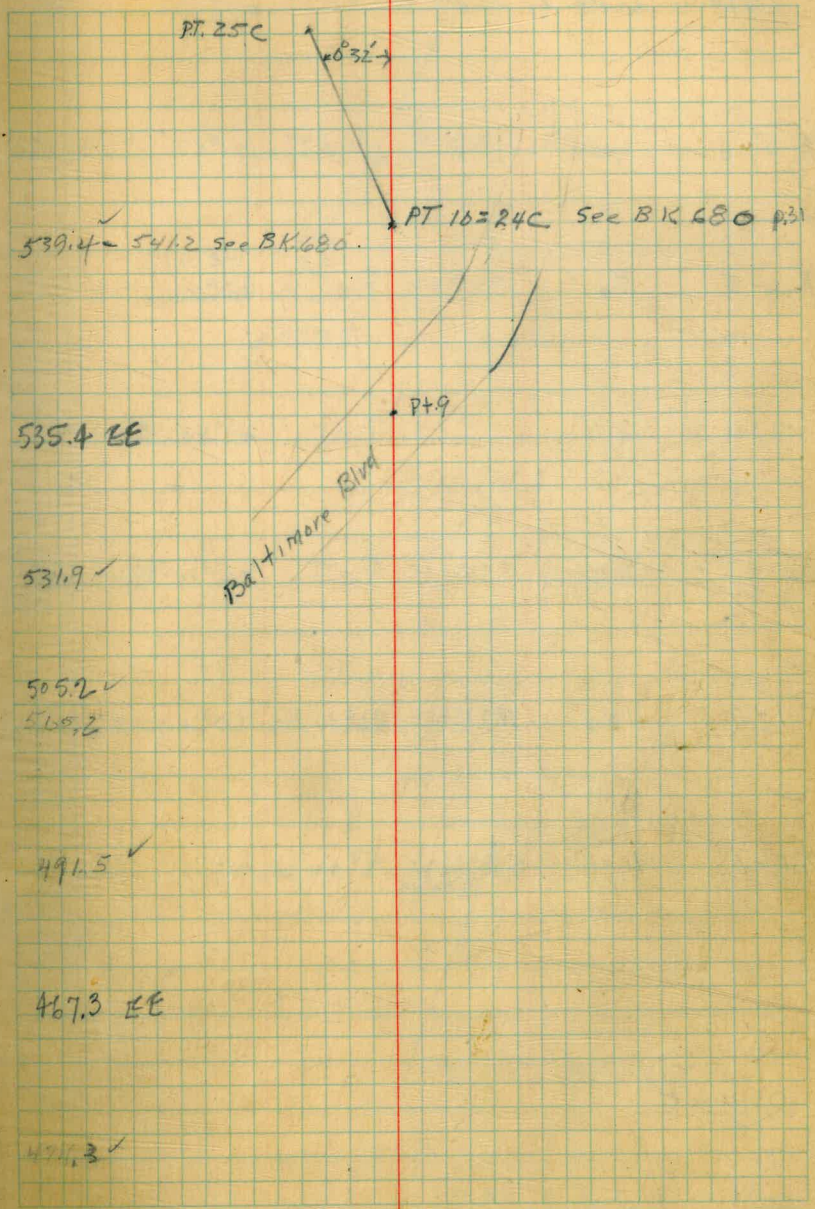 PT. 25C
0°32'
PT 10=24C See BK 680 p.31
539.4 - 541.2 see BK 680.
Pt.9
535.4 EE
Baltimore Blvd
531.9 ✓
505.2 ✓
505.2
491.5 ✓
467.3 EE